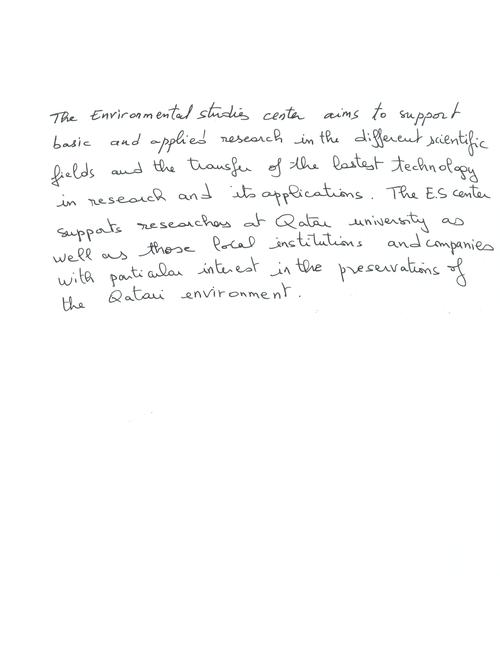 The Environmental studies center aims to support
basic and applied research in the different scientific
fields and the transfer of the lastest technology
in research and its applications. The E.S center
supports researchers at Qatar university as
well as those local institutions and companies
with particular interest in the preservations of
the Qatari environment.